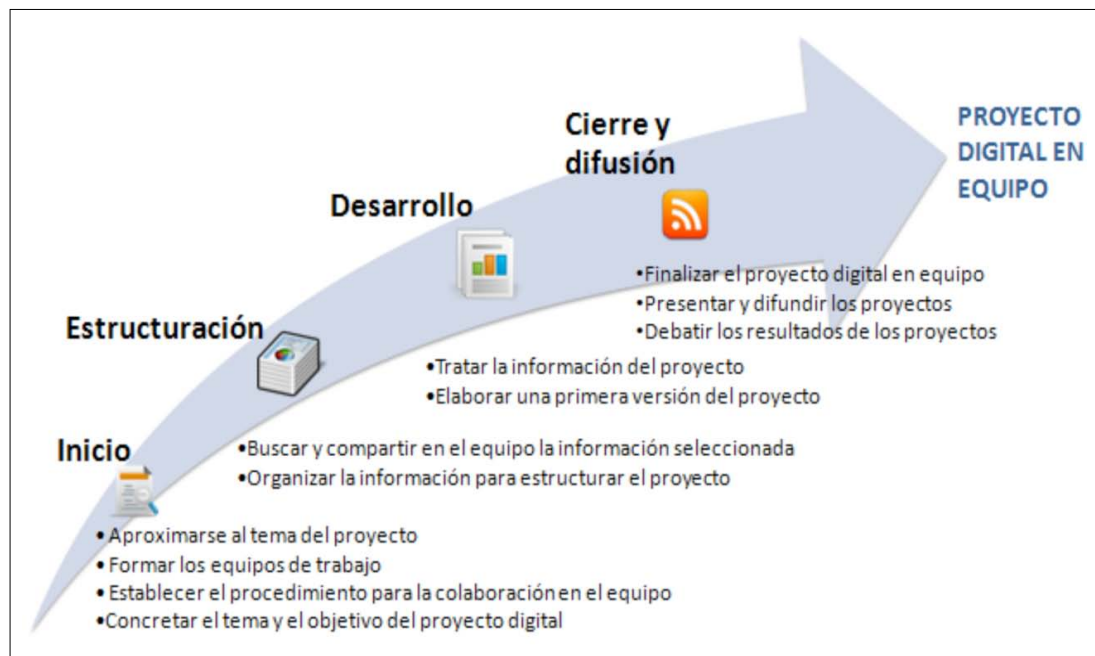 Inicio
• Aproximarse al tema del proyecto
• Formar los equipos de trabajo
• Establecer el procedimiento para la colaboración en el equipo
•Concretar el tema y el objetivo del proyecto digital
Estructuración
•Buscar y compartir en el equipo la información seleccionada
•Organizar la información para estructurar el proyecto
Desarrollo
•Tratar la información del proyecto
•Elaborar una primera versión del proyecto
Cierre y
difusión
•Finalizar el proyecto digital en equipo
•Presentar y difundir los proyectos
•Debatir los resultados de los proyectos
PROYECTO
DIGITAL EN
EQUIPO